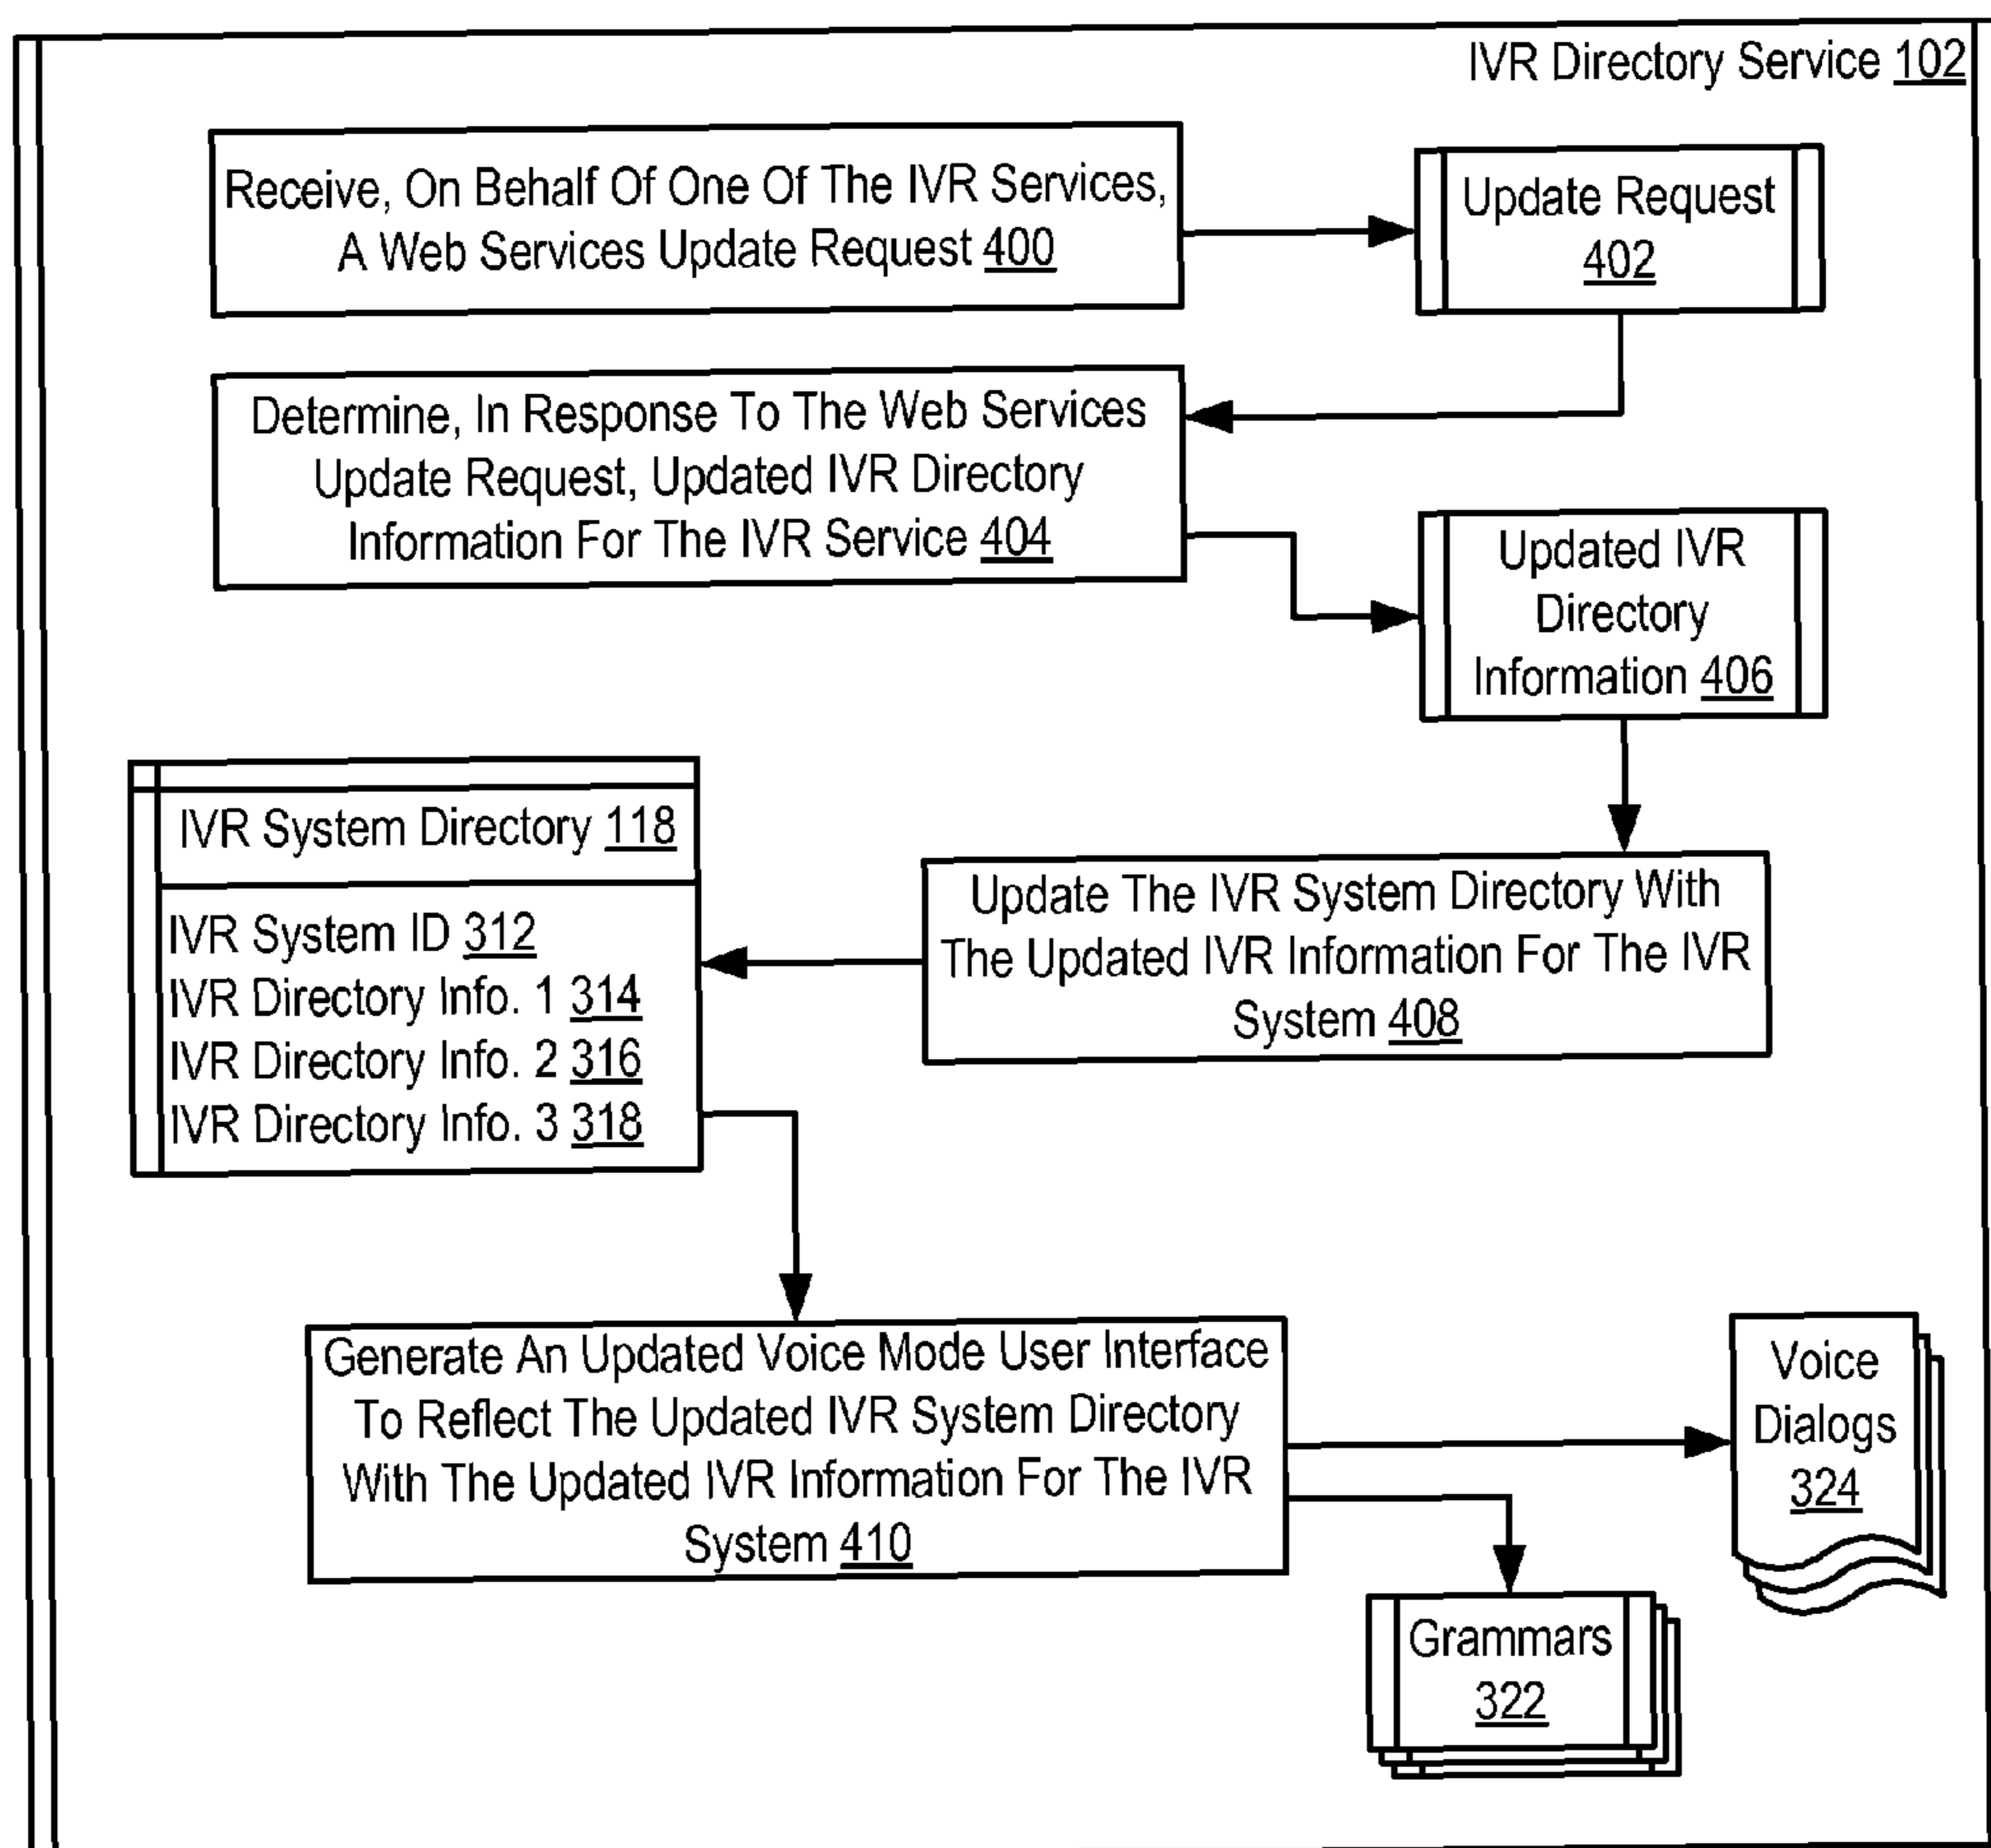 IVR Directory Service 102
Receive, On Behalf Of One Of The IVR Services,
A Web Services Update Request 400
Update Request
402
Determine, In Response To The Web Services
Update Request, Updated IVR Directory
Information For The IVR Service 404
Updated IVR
Directory
Information 406
IVR System Directory 118
IVR System ID 312
IVR Directory Info. 1 314
IVR Directory Info. 2 316
IVR Directory Info. 3 318
Update The IVR System Directory With
The Updated IVR Information For The IVR
System 408
Generate An Updated Voice Mode User Interface
To Reflect The Updated IVR System Directory
With The Updated IVR Information For The IVR
System 410
Voice
Dialogs
324
Grammars
322